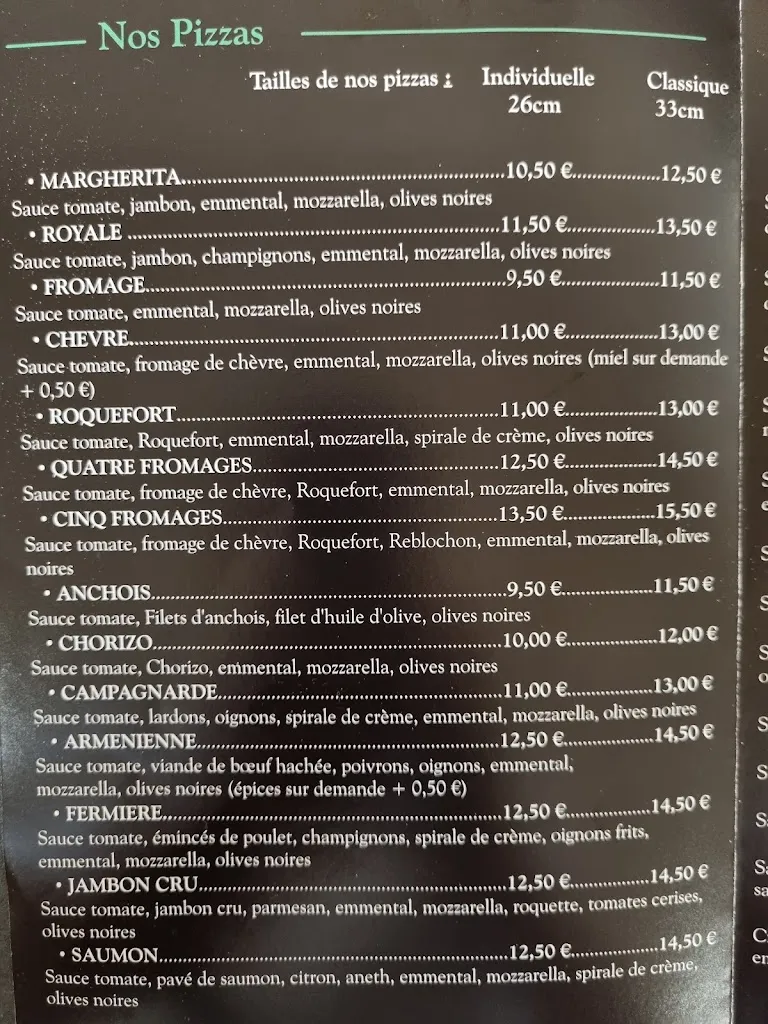 Nos Pizzas
Tailles de nos pizzas : Individuelle Classique
26cm 33cm
• MARGHERITA 10,50 € 12,50 €
Sauce tomate, jambon, emmental, mozzarella, olives noires
• ROYALE 11,50 € 13,50 €
Sauce tomate, jambon, champignons, emmental, mozzarella, olives noires
• FROMAGE 9,50 € 11,50 €
Sauce tomate, emmental, mozzarella, olives noires
• CHEVRE 11,00 € 13,00 €
Sauce tomate, fromage de chèvre, emmental, mozzarella, olives noires (miel sur demande
+ 0,50 €)
• ROQUEFORT 11,00 € 13,00 €
Sauce tomate, Roquefort, emmental, mozzarella, spirale de crème, olives noires
• QUATRE FROMAGES 12,50 € 14,50 €
Sauce tomate, fromage de chèvre, Roquefort, emmental, mozzarella, olives noires
• CINQ FROMAGES 13,50 € 15,50 €
Sauce tomate, fromage de chèvre, Roquefort, Reblochon, emmental, mozzarella, olives
noires
• ANCHOIS 9,50 € 11,50 €
Sauce tomate, Filets d'anchois, filet d'huile d'olive, olives noires
• CHORIZO 10,00 € 12,00 €
Sauce tomate, Chorizo, emmental, mozzarella, olives noires
• CAMPAGNARDE 11,00 € 13,00 €
Sauce tomate, lardons, oignons, spirale de crème, emmental, mozzarella, olives noires
• ARMENIENNE 12,50 € 14,50 €
Sauce tomate, viande de bœuf hachée, poivrons, oignons, emmental,
mozzarella, olives noires (épices sur demande + 0,50 €)
• FERMIERE 12,50 € 14,50 €
Sauce tomate, émincés de poulet, champignons, spirale de crème, oignons frits,
emmental, mozzarella, olives noires
• JAMBON CRU 12,50 € 14,50 €
Sauce tomate, jambon cru, parmesan, emmental, mozzarella, roquette, tomates cerises,
olives noires
• SAUMON 12,50 € 14,50 €
Sauce tomate, pavé de saumon, citron, aneth, emmental, mozzarella, spirale de crème,
olives noires